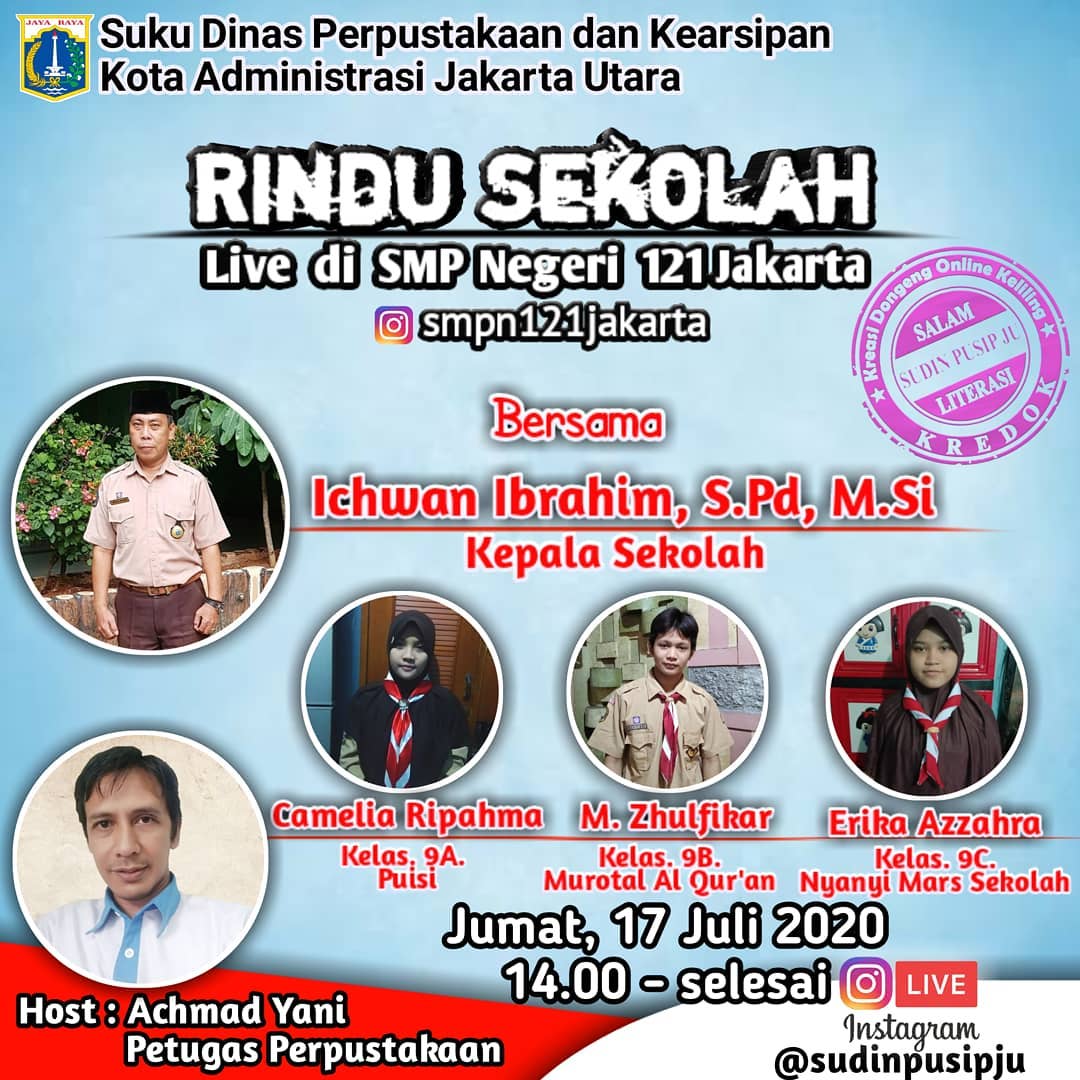 JAYA RAYA
Suku Dinas Perpustakaan dan Kearsipan
Kota Administrasi Jakarta Utara
RINDU SEKOLAH
Live di SMP Negeri 121 Jakarta
smpn121jakarta
Kreasi Dongeng Online Keliling
SALAM
SUDIN PUSIP JU
LITERASI
KREDOK
Bersama
Ichwan Ibrahim, S.Pd, M.Si
Kepala Sekolah
Camelia Ripahma
Kelas. 9A.
Puisi
M. Zhulfikar
Kelas. 9B.
Murotal Al Qur'an
Erika Azzahra
Kelas. 9C.
Nyanyi Mars Sekolah
Jumat, 17 Juli 2020
14.00 - selesai
LIVE
Instagram
@sudinpusipju
Host : Achmad Yani
Petugas Perpustakaan